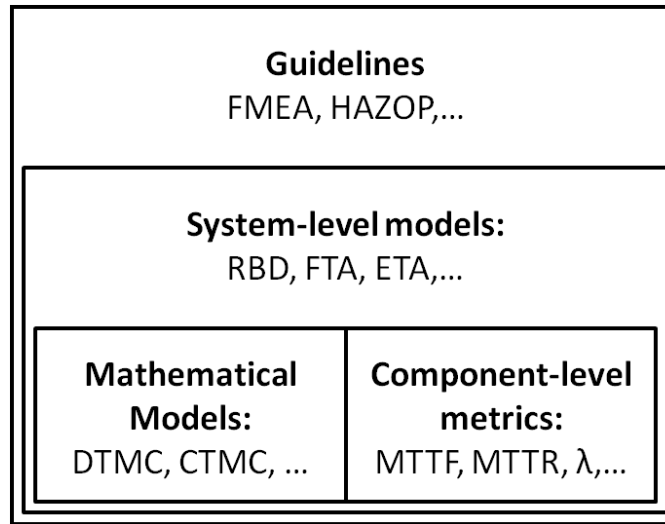 Guidelines
FMEA, HAZOP,...
System-level models:
RBD, FTA, ETA,...
Mathematical
Models:
DTMC, CTMC, ...
Component-level
metrics:
MTTF, MTTR, λ,...